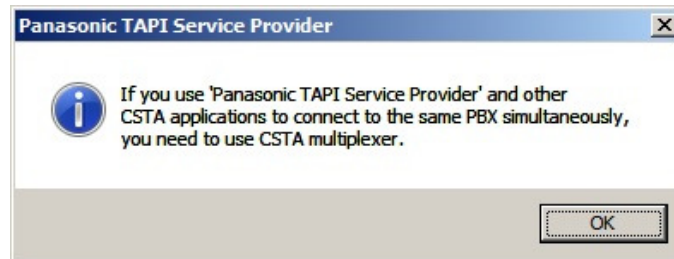 Panasonic TAPI Service Provider
If you use 'Panasonic TAPI Service Provider' and other
CSTA applications to connect to the same PBX simultaneously,
you need to use CSTA multiplexer.
OK